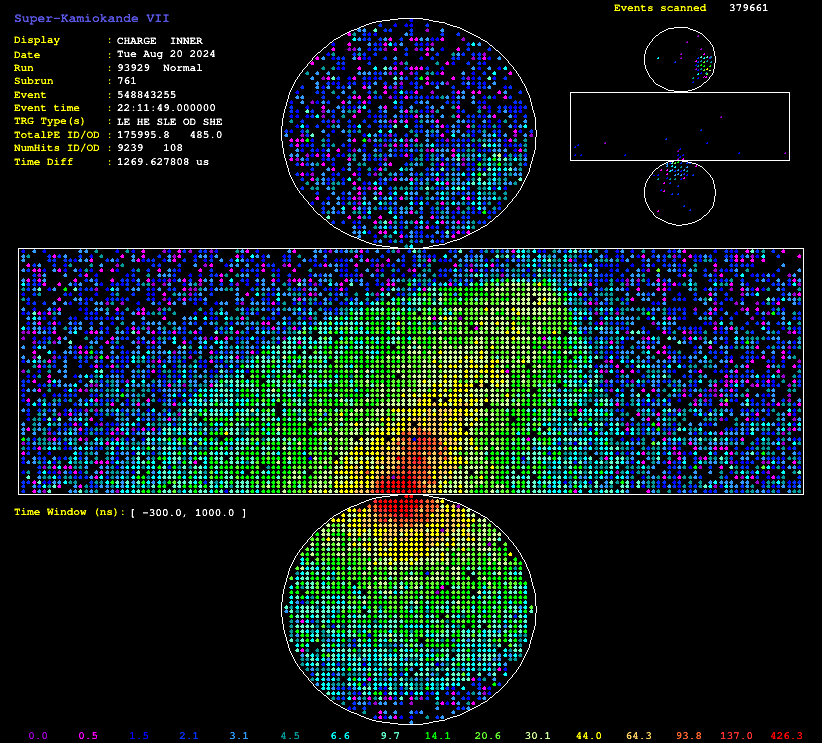 Super-Kamiokande VII
Events scanned 379661
Display : CHARGE INNER
Date : Tue Aug 20 2024
Run : 93929 Normal
Subrun : 761
Event : 548843255
Event time : 22:11:49.000000
TRG Type(s) : LE HE SLE OD SHE
TotalPE ID/OD : 175995.8 485.0
NumHits ID/OD : 9239 108
Time Diff : 1269.627808 us
Time Window (ns): [ -300.0, 1000.0 ]
0.0 0.5 1.5 2.1 3.1 4.5 6.6 9.7 14.1 20.6 30.1 44.0 64.3 93.8 137.0 426.3